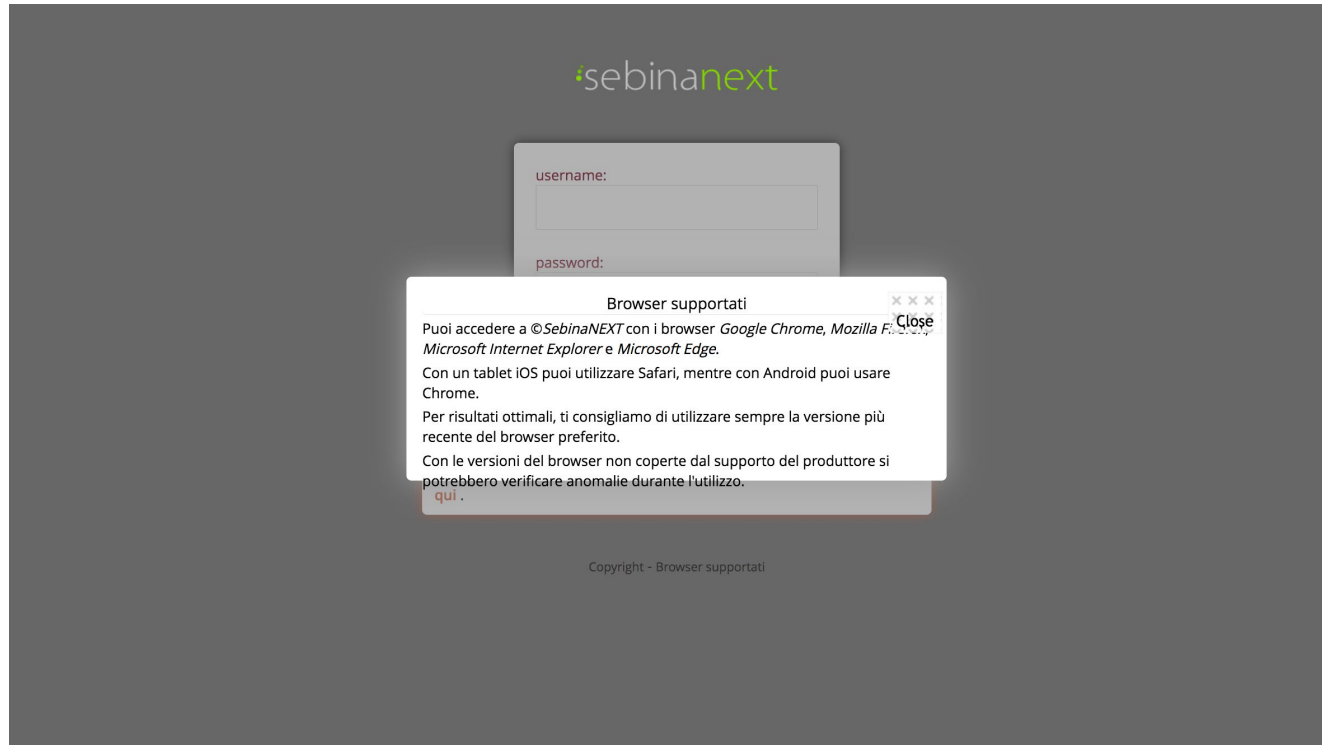 sebinanext
username:
password:
Browser supportati
Close
Puoi accedere a ©SebinaNEXT con i browser Google Chrome, Mozilla
Microsoft Internet Explorer e Microsoft Edge.
Con un tablet iOS puoi utilizzare Safari, mentre con Android puoi usare
Chrome.
Per risultati ottimali, ti consigliamo di utilizzare sempre la versione più
recente del browser preferito.
Con le versioni del browser non coperte dal supporto del produttore si
potrebbero verificare anomalie durante l'utilizzo.
qui .
Copyright - Browser supportati